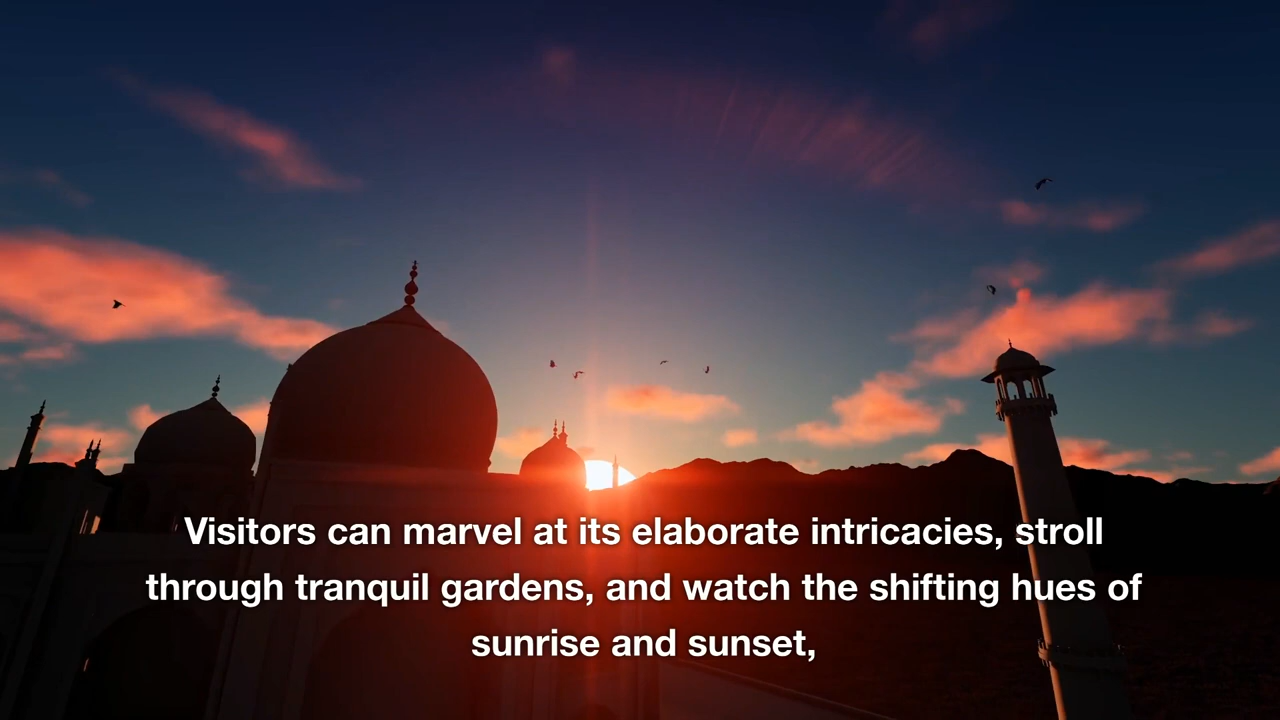 Visitors can marvel at its elaborate intricacies, stroll
through tranquil gardens, and watch the shifting hues of
sunrise and sunset,